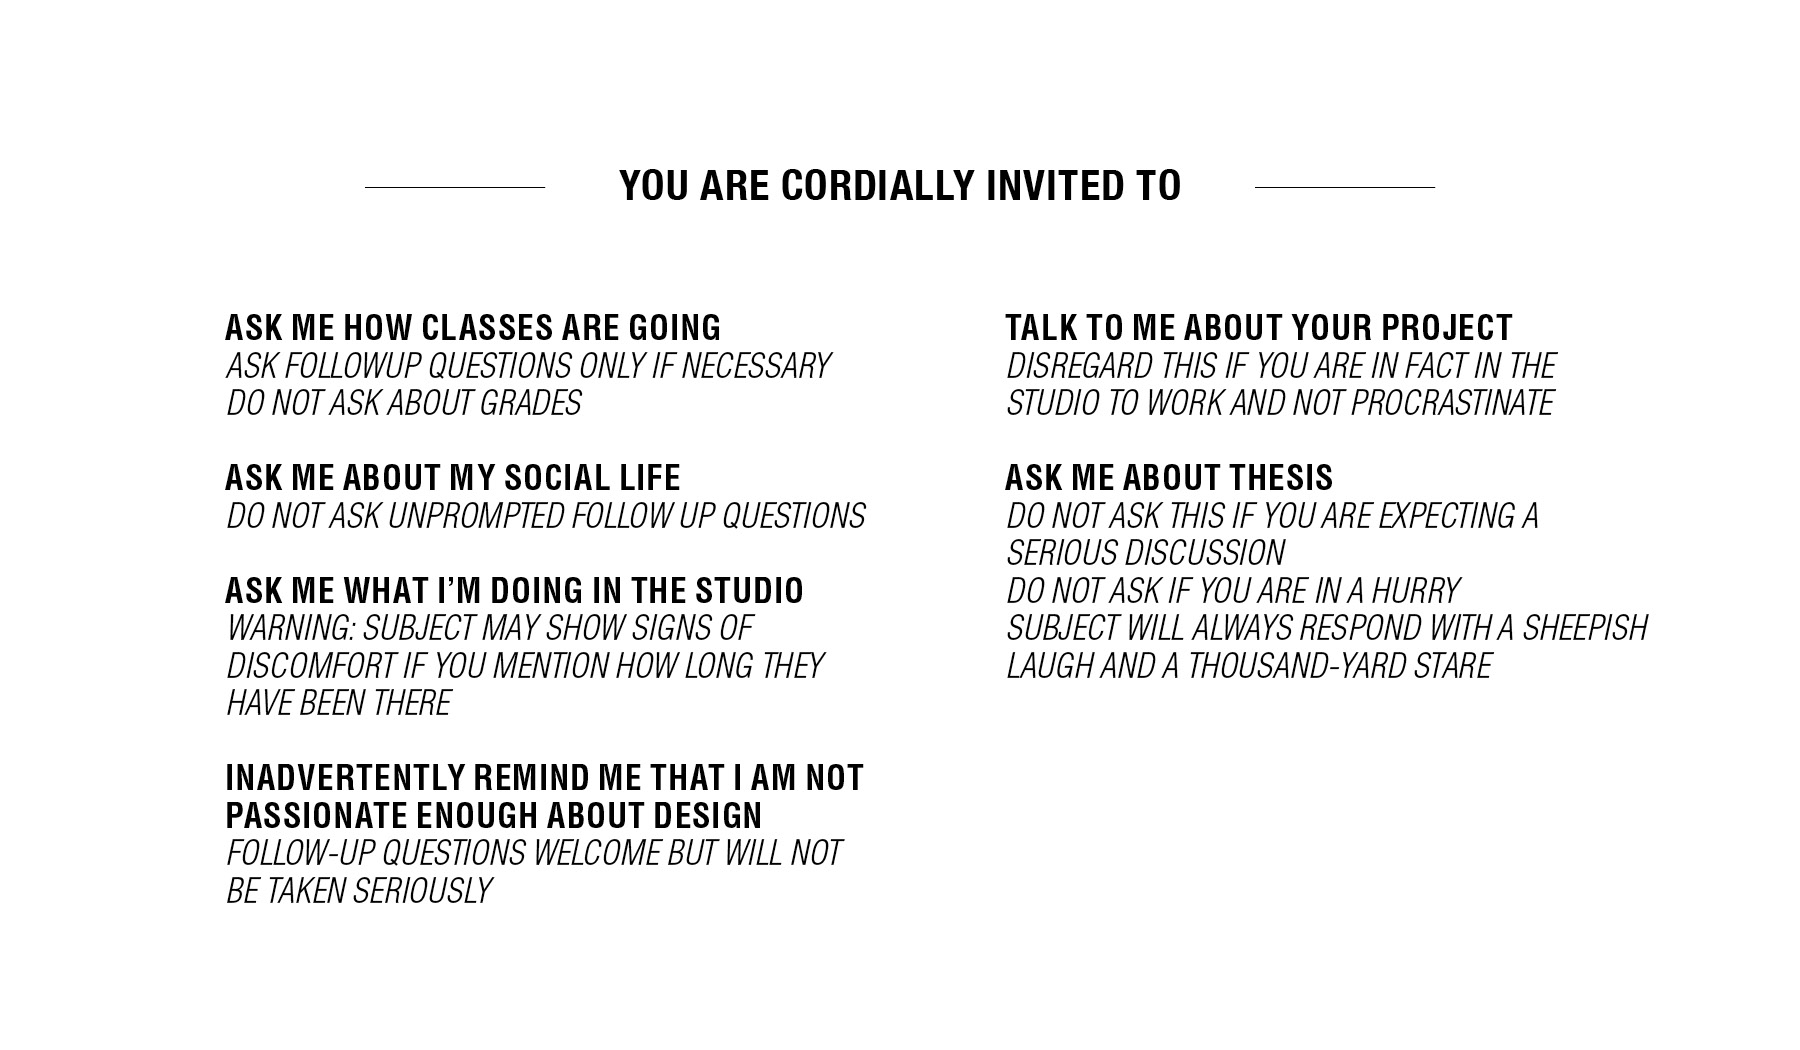 YOU ARE CORDIALLY INVITED TO
ASK ME HOW CLASSES ARE GOING
ASK FOLLOWUP QUESTIONS ONLY IF NECESSARY
DO NOT ASK ABOUT GRADES
ASK ME ABOUT MY SOCIAL LIFE
DO NOT ASK UNPROMPTED FOLLOW UP QUESTIONS
ASK ME WHAT I’M DOING IN THE STUDIO
WARNING: SUBJECT MAY SHOW SIGNS OF
DISCOMFORT IF YOU MENTION HOW LONG THEY
HAVE BEEN THERE
INADVERTENTLY REMIND ME THAT I AM NOT
PASSIONATE ENOUGH ABOUT DESIGN
FOLLOW-UP QUESTIONS WELCOME BUT WILL NOT
BE TAKEN SERIOUSLY
TALK TO ME ABOUT YOUR PROJECT
DISREGARD THIS IF YOU ARE IN FACT IN THE
STUDIO TO WORK AND NOT PROCRASTINATE
ASK ME ABOUT THESIS
DO NOT ASK THIS IF YOU ARE EXPECTING A
SERIOUS DISCUSSION
DO NOT ASK IF YOU ARE IN A HURRY
SUBJECT WILL ALWAYS RESPOND WITH A SHEEPISH
LAUGH AND A THOUSAND-YARD STARE